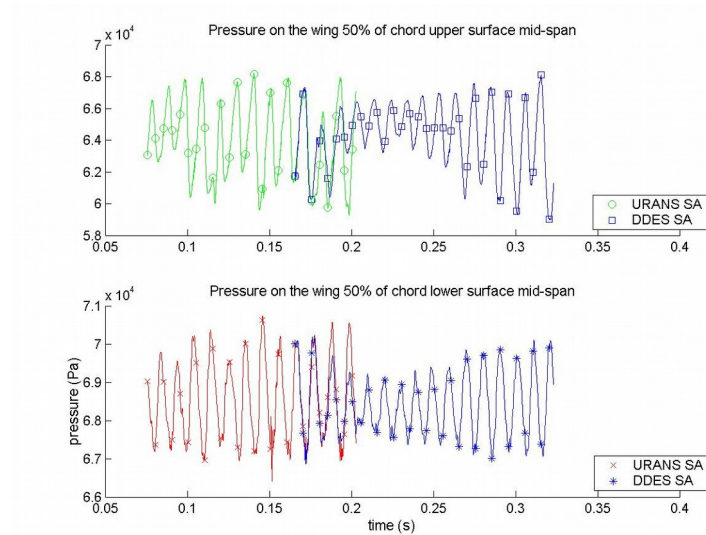 Pressure on the wing 50% of chord upper surface mid-span
x 10⁴
7
6.8
6.6
6.4
6.2
6
5.8
0.05 0.1 0.15 0.2 0.25 0.3 0.35 0.4
URANS SA
DDES SA
Pressure on the wing 50% of chord lower surface mid-span
x 10⁴
7.1
7
6.9
6.8
6.7
6.6
pressure (Pa)
0.05 0.1 0.15 0.2 0.25 0.3 0.35 0.4
time (s)
URANS SA
DDES SA